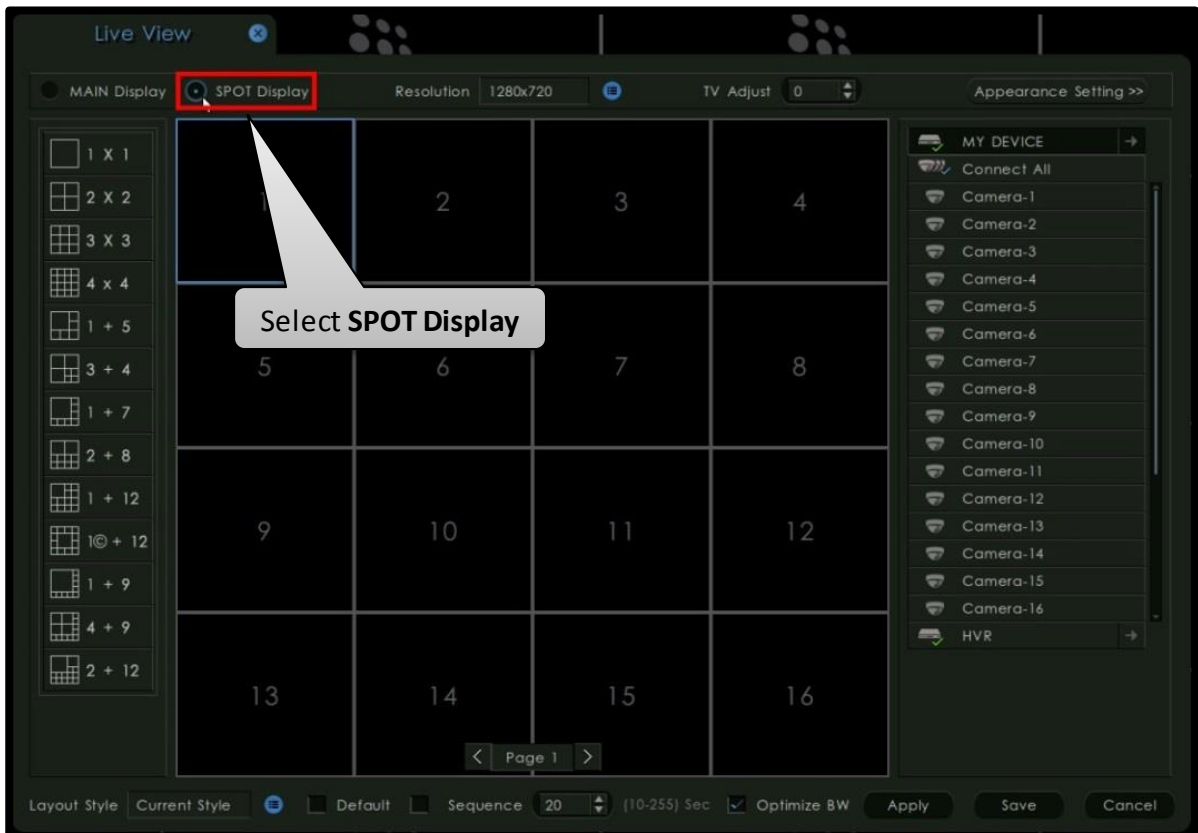 Live View
MAIN Display SPOT Display Resolution 1280x720 TV Adjust 0 Appearance Setting >>
1 X 1
2 X 2
3 X 3
4 x 4
1 + 5
3 + 4
1 + 7
2 + 8
1 + 12
1© + 12
1 + 9
4 + 9
2 + 12
1 2 3 4
Select SPOT Display
5 6 7 8
9 10 11 12
13 14 15 16
< Page 1 >
MY DEVICE
Connect All
Camera-1
Camera-2
Camera-3
Camera-4
Camera-5
Camera-6
Camera-7
Camera-8
Camera-9
Camera-10
Camera-11
Camera-12
Camera-13
Camera-14
Camera-15
Camera-16
HVR
Layout Style Current Style Default Sequence 20 (10-255) Sec Optimize BW Apply Save Cancel